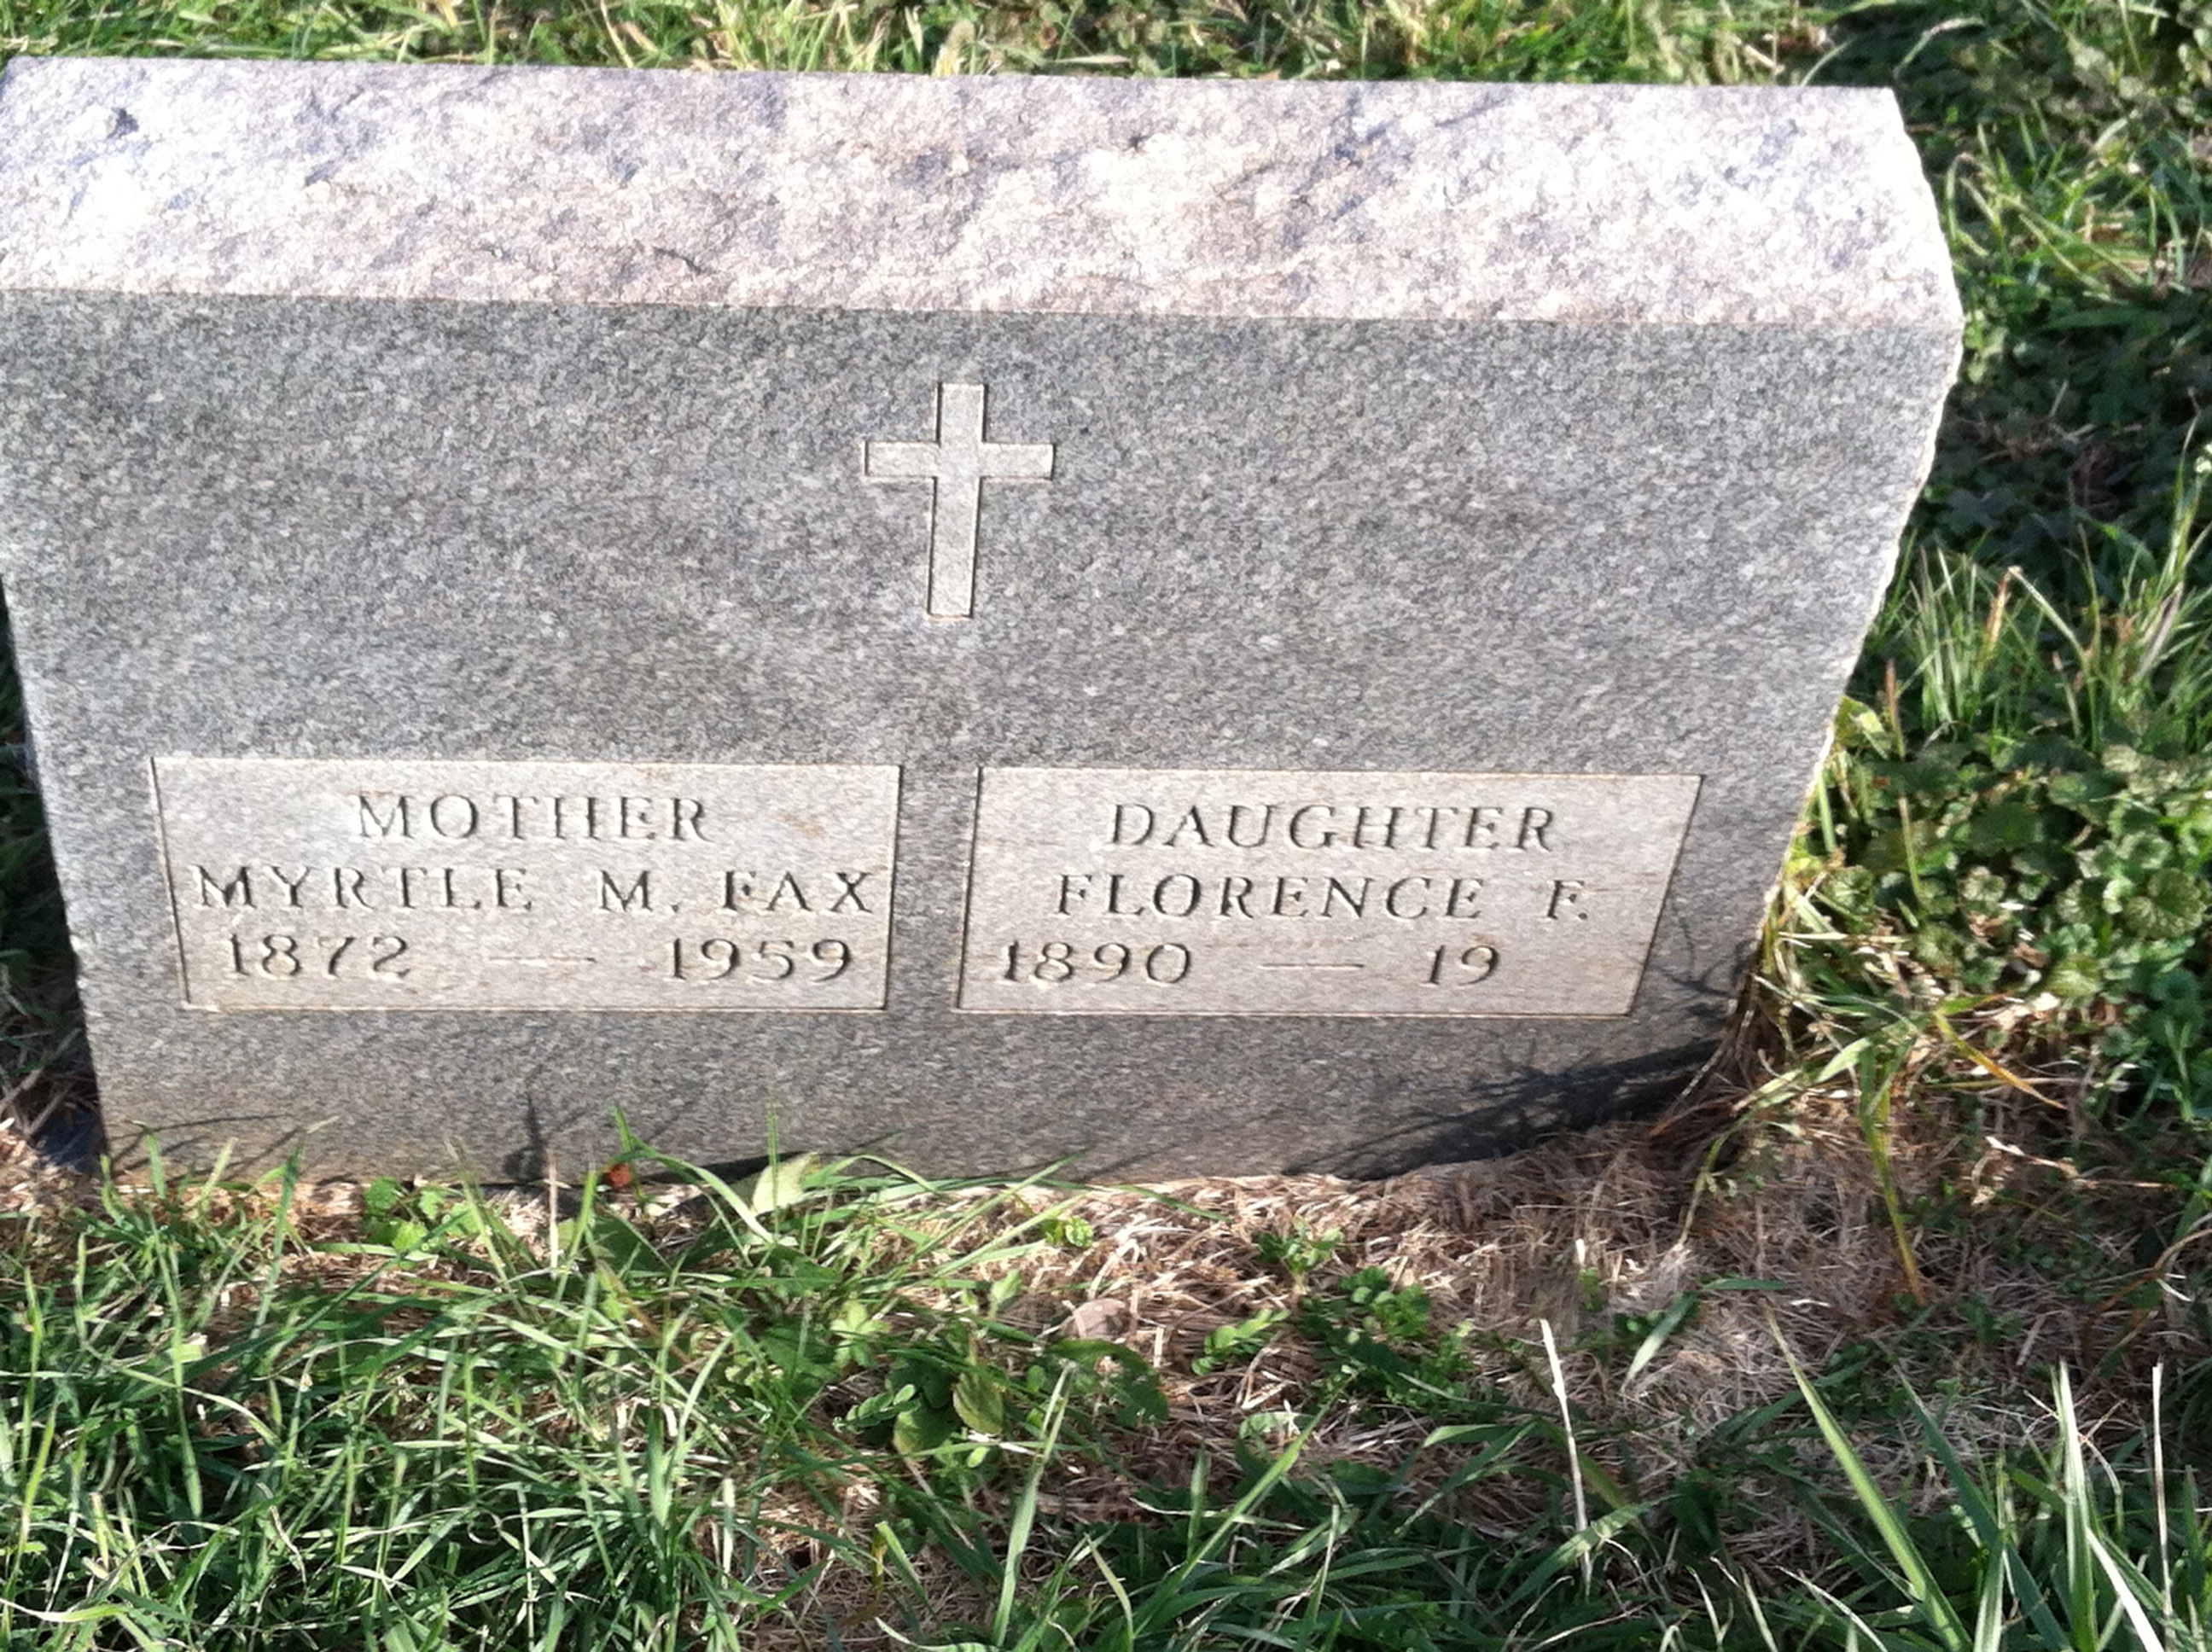 MOTHER
MYRTLE M. FAX
1872 — 1959
DAUGHTER
FLORENCE F.
1890 — 19